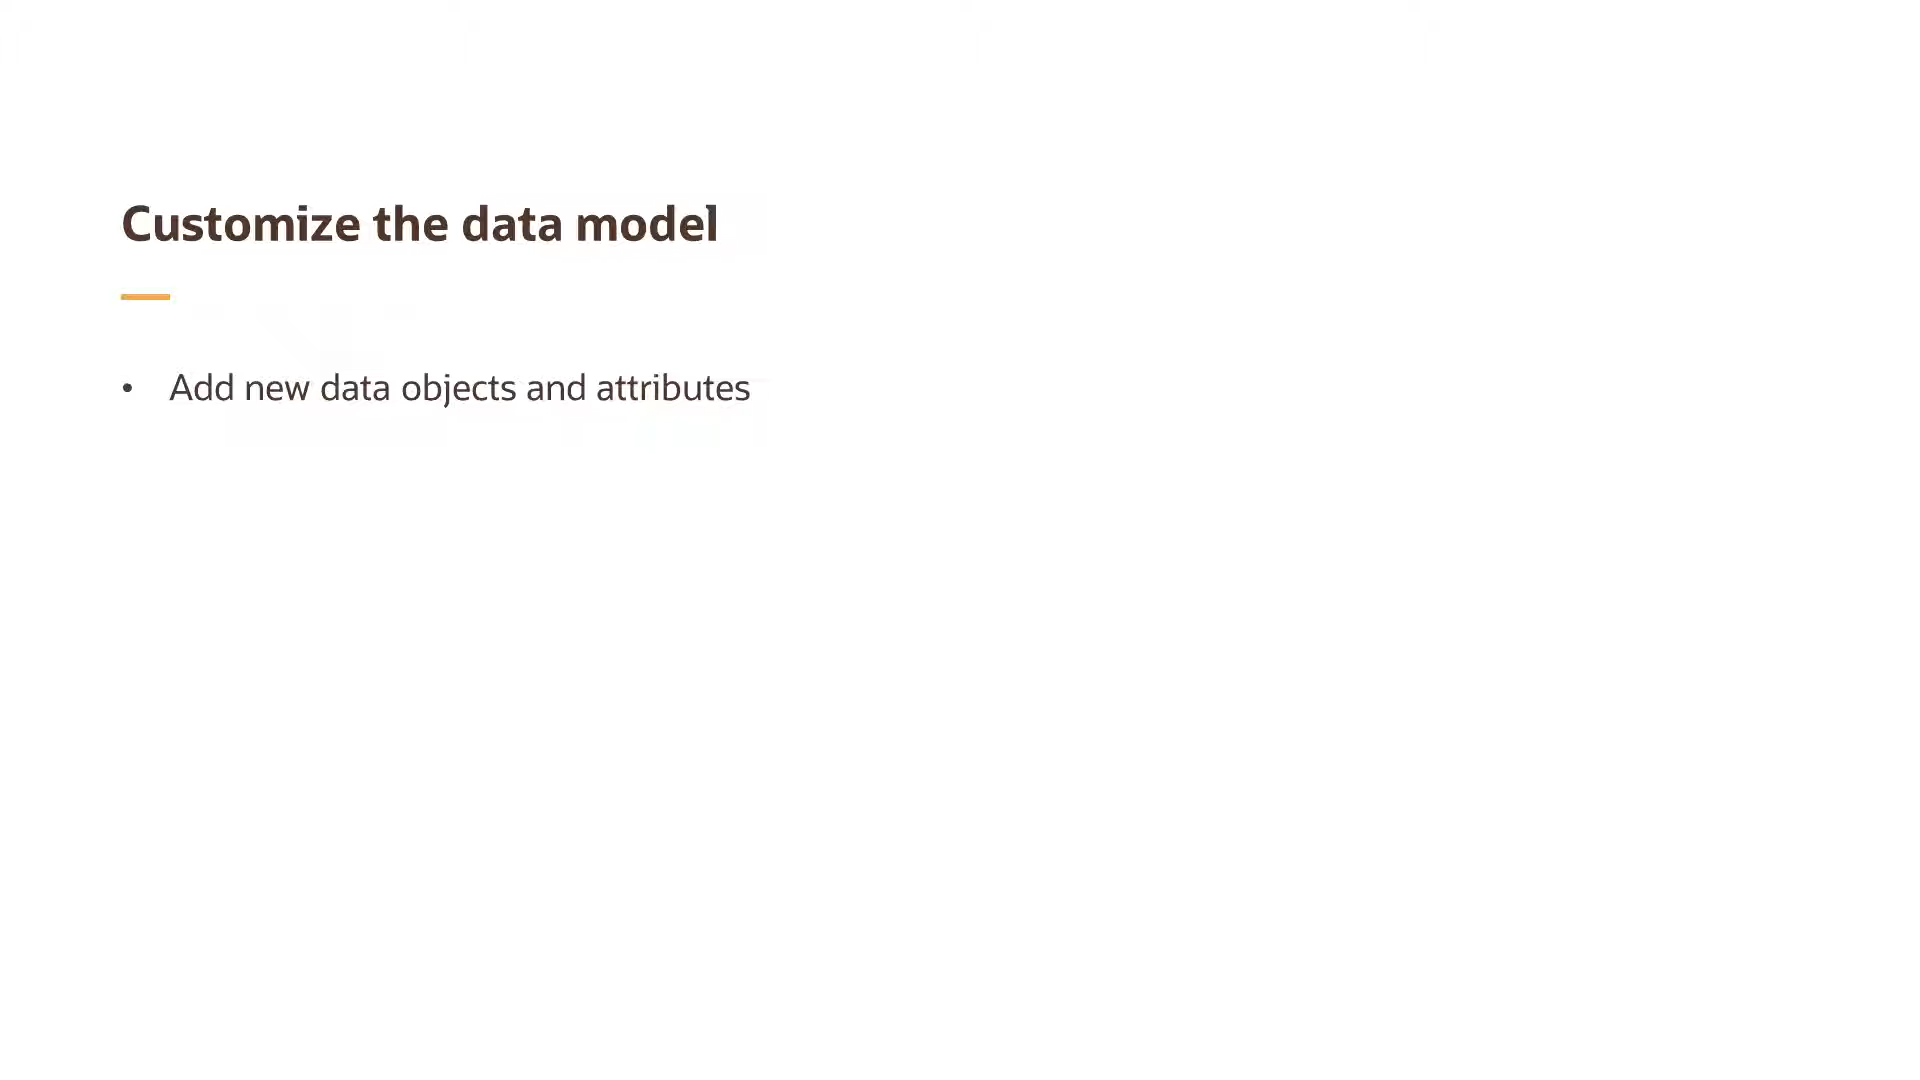 Customize the data model
• Add new data objects and attributes